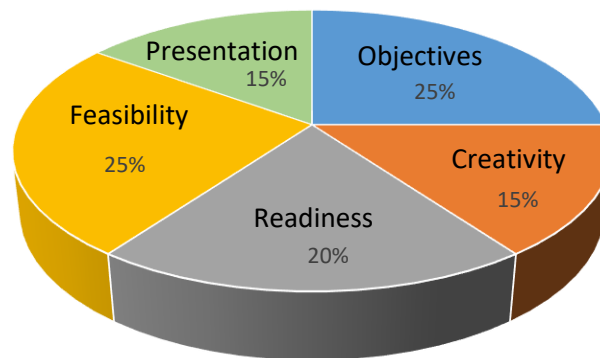 Presentation
15%
Objectives
25%
Feasibility
25%
Creativity
15%
Readiness
20%